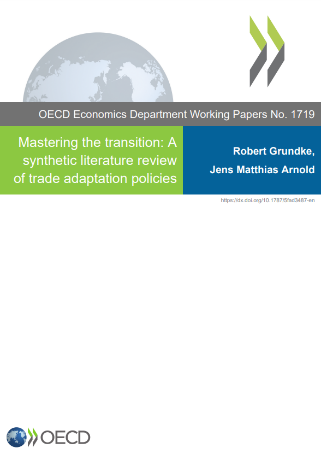 OECD Economics Department Working Papers No. 1719
Mastering the transition: A
synthetic literature review
of trade adaptation policies
Robert Grundke,
Jens Matthias Arnold
https://dx.doi.org/10.1787/5fac3487-en
OECD